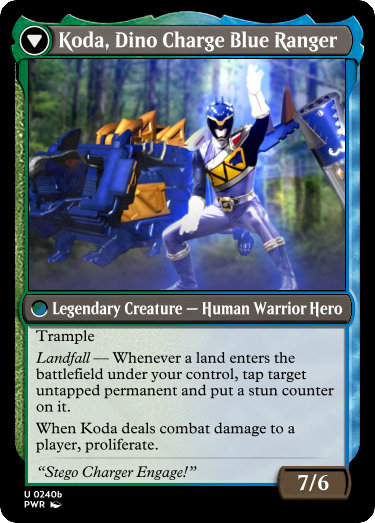 Koda, Dino Charge Blue Ranger
Legendary Creature — Human Warrior Hero
Trample
Landfall — Whenever a land enters the
battlefield under your control, tap target
untapped permanent and put a stun counter
on it.
When Koda deals combat damage to a
player, proliferate.
“Stego Charger Engage!”
7/6
U 0240b
PWR